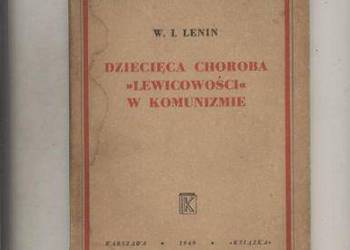 W. I. LENIN
DZIECIĘCA CHOROBA
»LEWICOWOŚCI«
W KOMUNIZMIE
K
WARSZAWA • 1949 • »KSIĄŻKA«